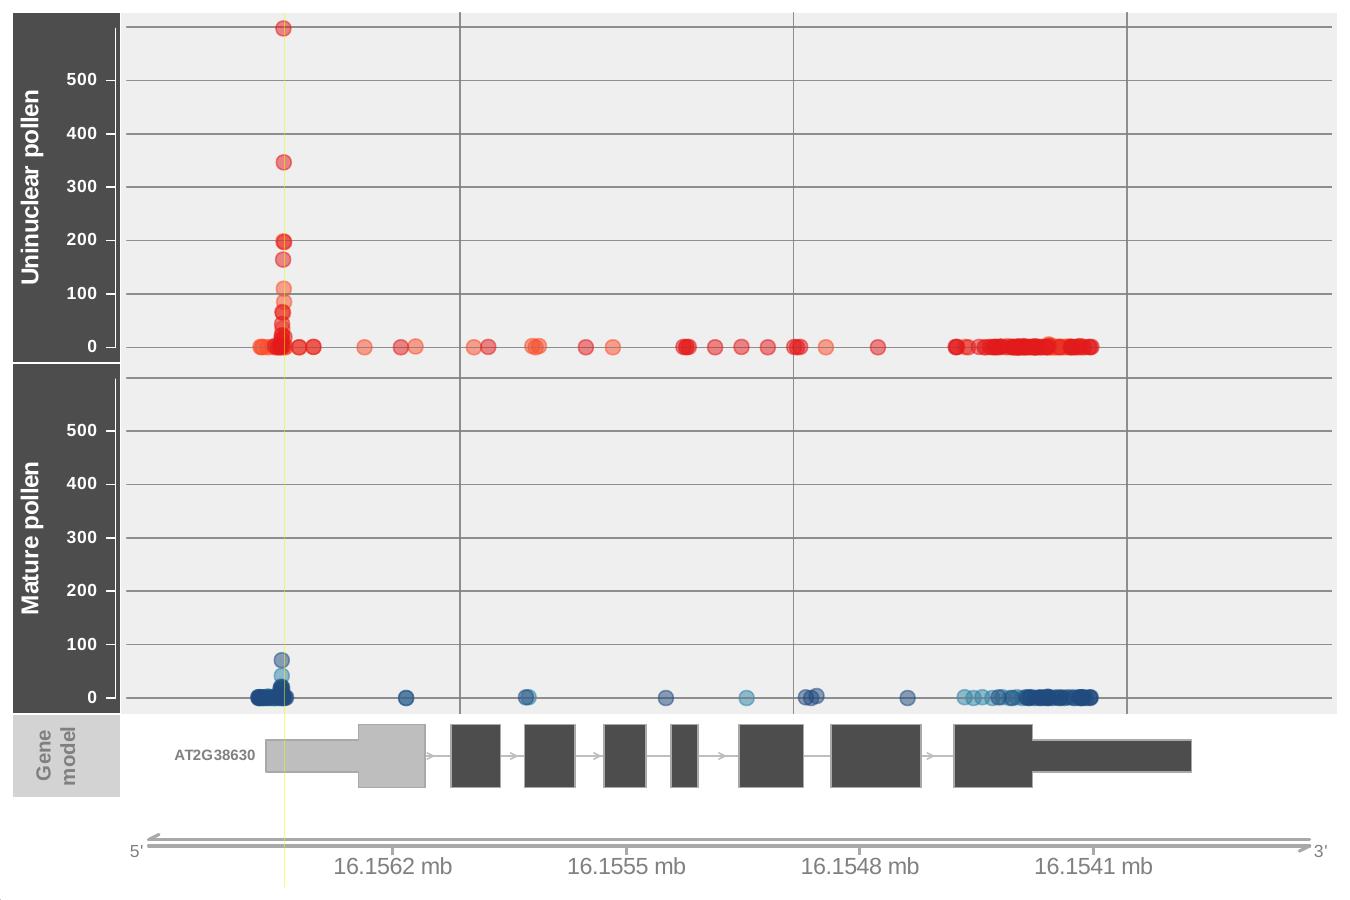 Uninuclear pollen
500
400
300
200
100
0
Mature pollen
500
400
300
200
100
0
Gene
model
AT2G38630
5'
3'
16.1562 mb
16.1555 mb
16.1548 mb
16.1541 mb